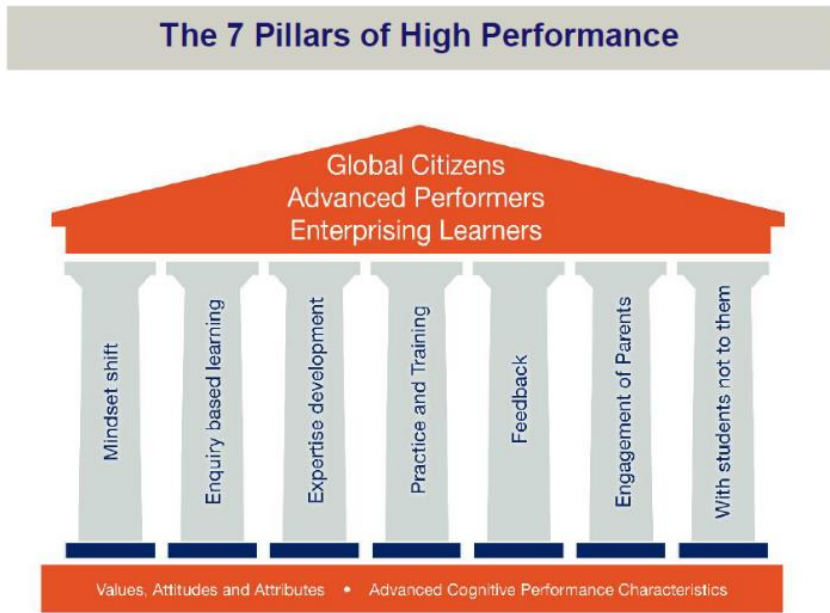 The 7 Pillars of High Performance
Global Citizens
Advanced Performers
Enterprising Learners
Mindset shift
Enquiry based learning
Expertise development
Practice and Training
Feedback
Engagement of Parents
With students not to them
Values, Attitudes and Attributes • Advanced Cognitive Performance Characteristics